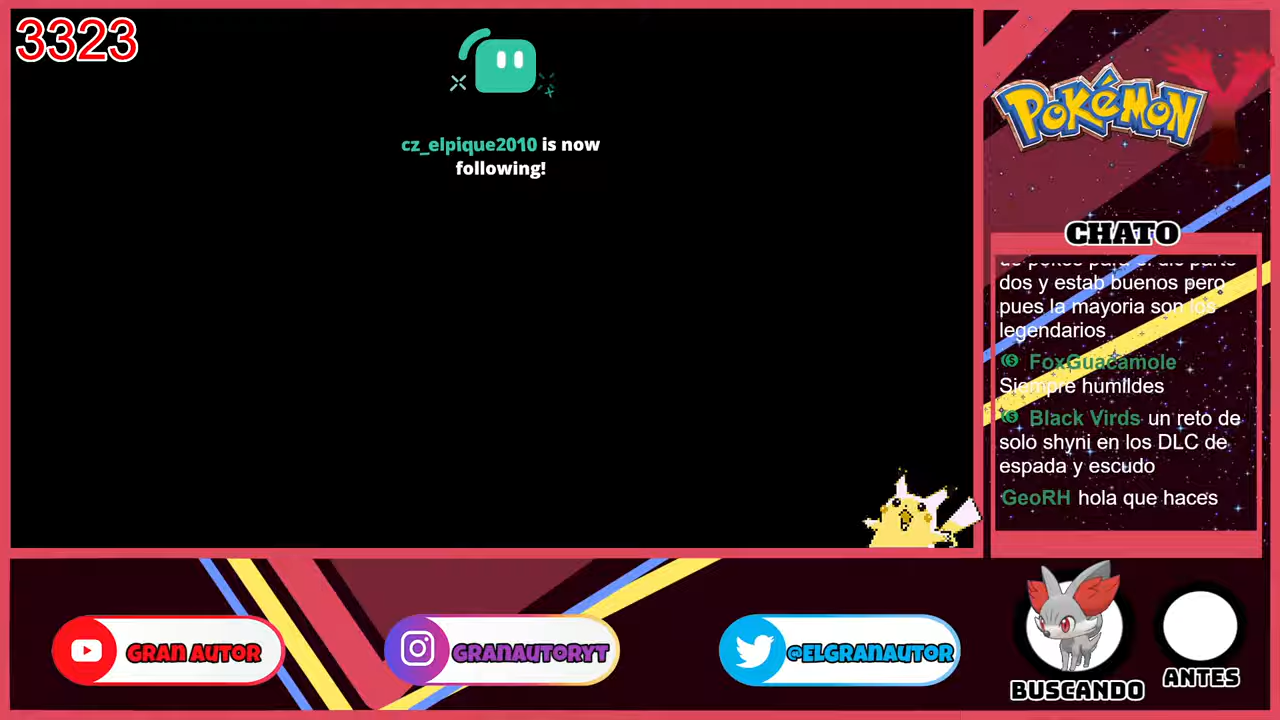 3323
cz_elpique2010 is now
following!
POKéMON Y
CHATO
dos y estab buenos pero
pues la mayoria son los
legendarios
FoxGuacamole
Siempre humildes
Black Virds un reto de
solo shyni en los DLC de
espada y escudo
GeoRH hola que haces
GRAN AUTOR
GRANAUTORYT
@ELGRANAUTOR
BUSCANDO
ANTES